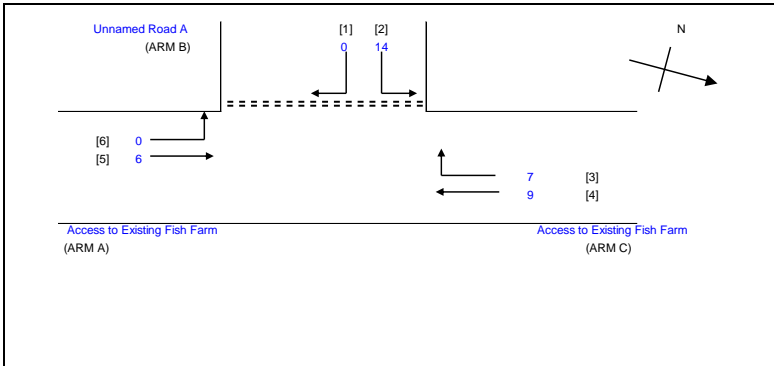 Unnamed Road A [1] [2] N
(ARM B) 0 14
[6] 0
[5] 6
7 [3]
9 [4]
Access to Existing Fish Farm Access to Existing Fish Farm
(ARM A) (ARM C)